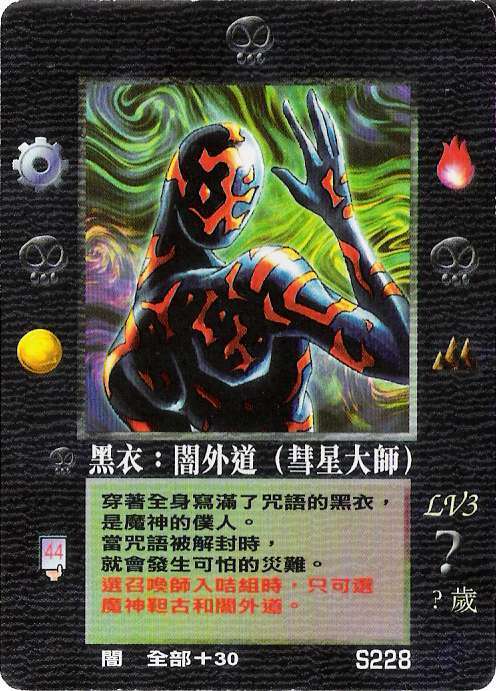 黑衣：闇外道（彗星大師）
LV3
?
?歲
44
穿著全身寫滿了咒語的黑衣，
是魔神的僕人。
當咒語被解封時，
就會發生可怕的災難。
選召喚師入咭組時，只可選
魔神靼古和闇外道。
闇 全部＋30
S228